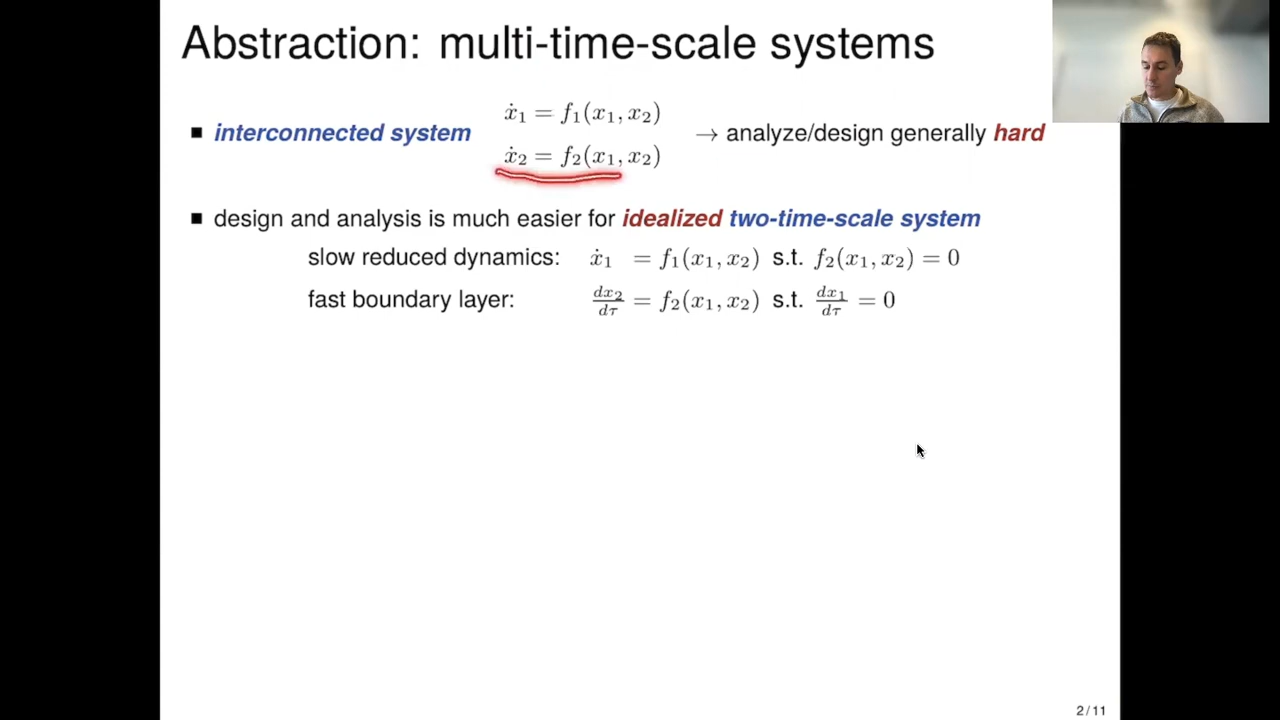 Abstraction: multi-time-scale systems
■ interconnected system
ẋ₁ = f₁(x₁, x₂)
ẋ₂ = f₂(x₁, x₂)
→ analyze/design generally hard
■ design and analysis is much easier for idealized two-time-scale system
slow reduced dynamics: ẋ₁ = f₁(x₁, x₂) s.t. f₂(x₁, x₂) = 0
fast boundary layer: dx₂/dτ = f₂(x₁, x₂) s.t. dx₁/dτ = 0
2 / 11